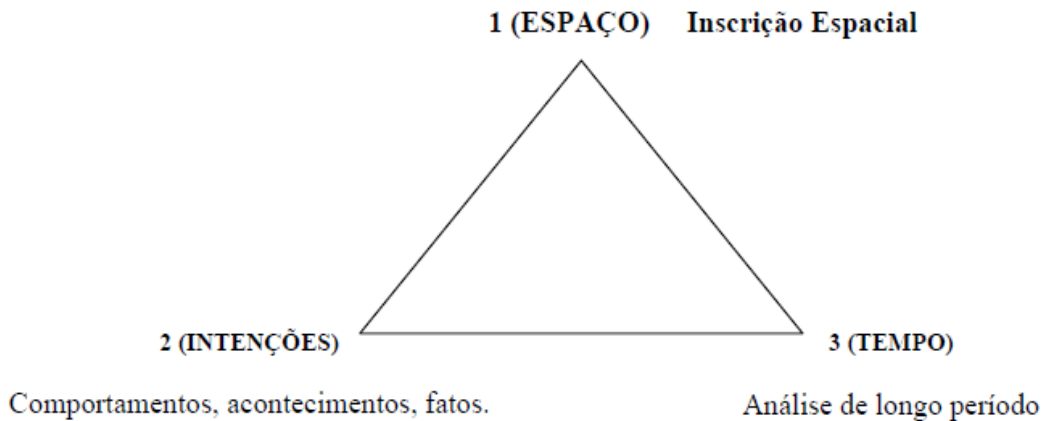 1 (ESPAÇO) Inscrição Espacial
2 (INTENÇÕES)
3 (TEMPO)
Comportamentos, acontecimentos, fatos.
Análise de longo período